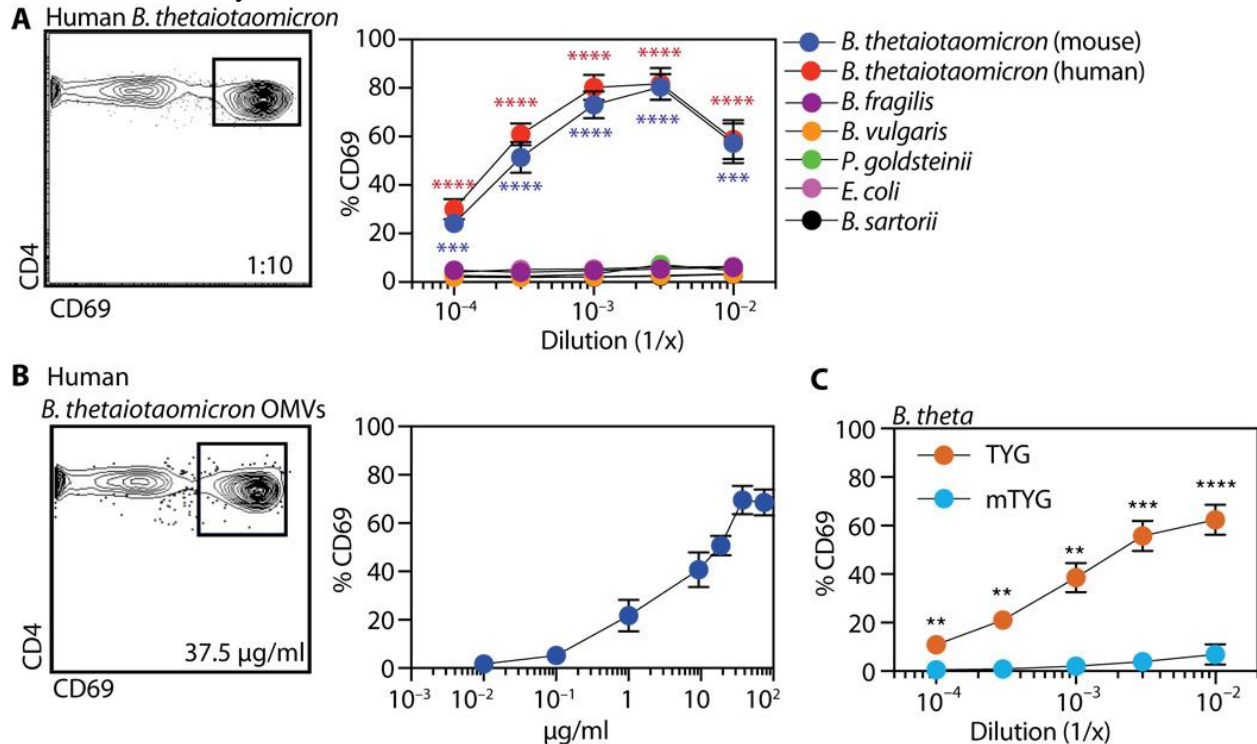 A Human B. thetaiotaomicron
CD4
1:10
CD69
% CD69
100
80
60
40
20
0
****
****
****
****
****
***
****
****
****
***
10⁻⁴
10⁻³
10⁻²
Dilution (1/x)
B. thetaiotaomicron (mouse)
B. thetaiotaomicron (human)
B. fragilis
B. vulgaris
P. goldsteinii
E. coli
B. sartorii
B Human
B. thetaiotaomicron OMVs
CD4
37.5 µg/ml
CD69
% CD69
100
80
60
40
20
0
10⁻³
10⁻²
10⁻¹
1
10
10²
µg/ml
C
B. theta
TYG
mTYG
% CD69
100
80
60
40
20
0
**
**
**
***
****
10⁻⁴
10⁻³
10⁻²
Dilution (1/x)